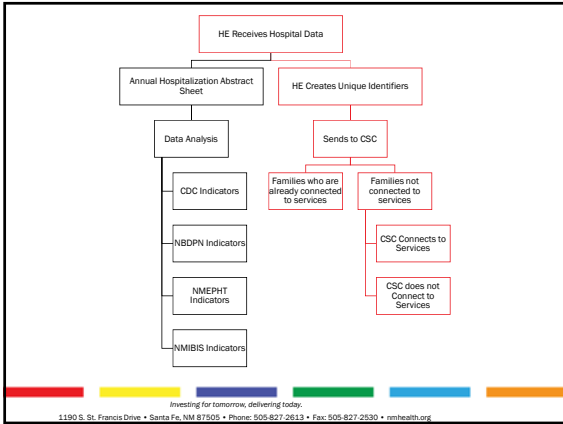 HE Receives Hospital Data
Annual Hospitalization Abstract
Sheet
HE Creates Unique Identifiers
Data Analysis
Sends to CSC
CDC Indicators
Families who are
already connected
to services
Families not
connected to
services
NBDPN Indicators
CSC Connects to
Services
NMEPHT
Indicators
CSC does not
Connect to
Services
NMIBIS Indicators
Investing for tomorrow, delivering today.
1190 S. St. Francis Drive • Santa Fe, NM 87505 • Phone: 505-827-2613 • Fax: 505-827-2530 • nmhealth.org